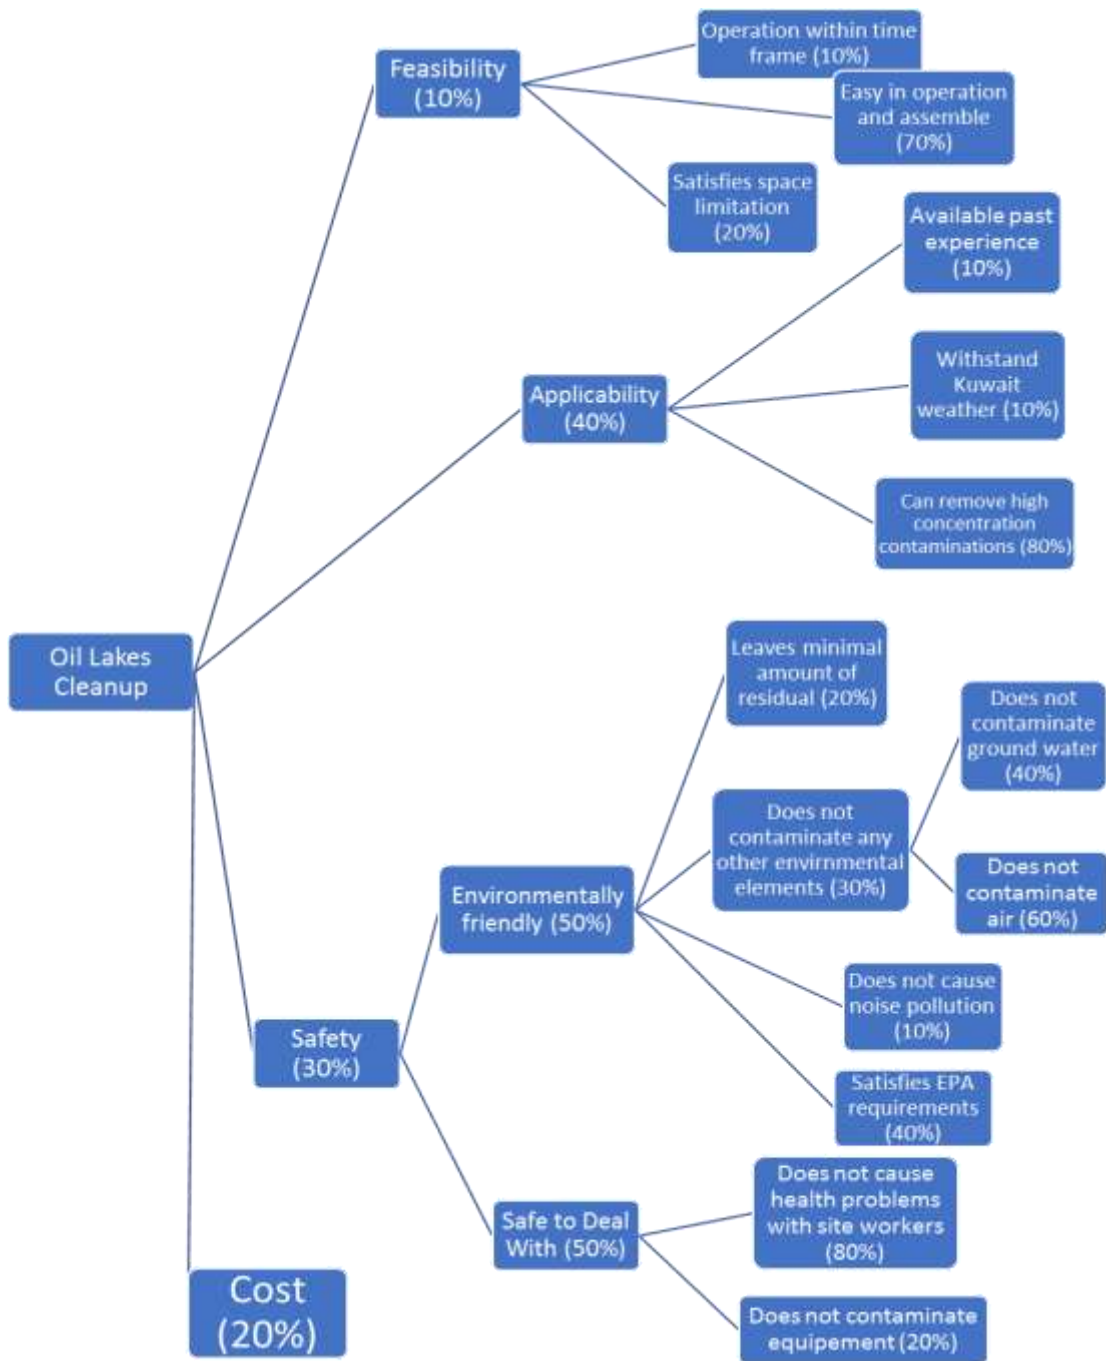 Operation within time
frame (10%)
Feasibility
(10%)
Easy in operation
and assemble
(70%)
Satisfies space
limitation
(20%)
Available past
experience
(10%)
Withstand
Kuwait
weather (10%)
Applicability
(40%)
Can remove high
concentration
contaminations (80%)
Oil Lakes
Cleanup
Leaves minimal
amount of
residual (20%)
Does not
contaminate
ground water
(40%)
Does not
contaminate any
other envirnmental
elements (30%)
Does not
contaminate
air (60%)
Environmentally
friendly (50%)
Does not cause
noise pollution
(10%)
Safety
(30%)
Satisfies EPA
requirements
(40%)
Does not cause
health problems
with site workers
(80%)
Safe to Deal
With (50%)
Does not contaminate
equipement (20%)
Cost
(20%)